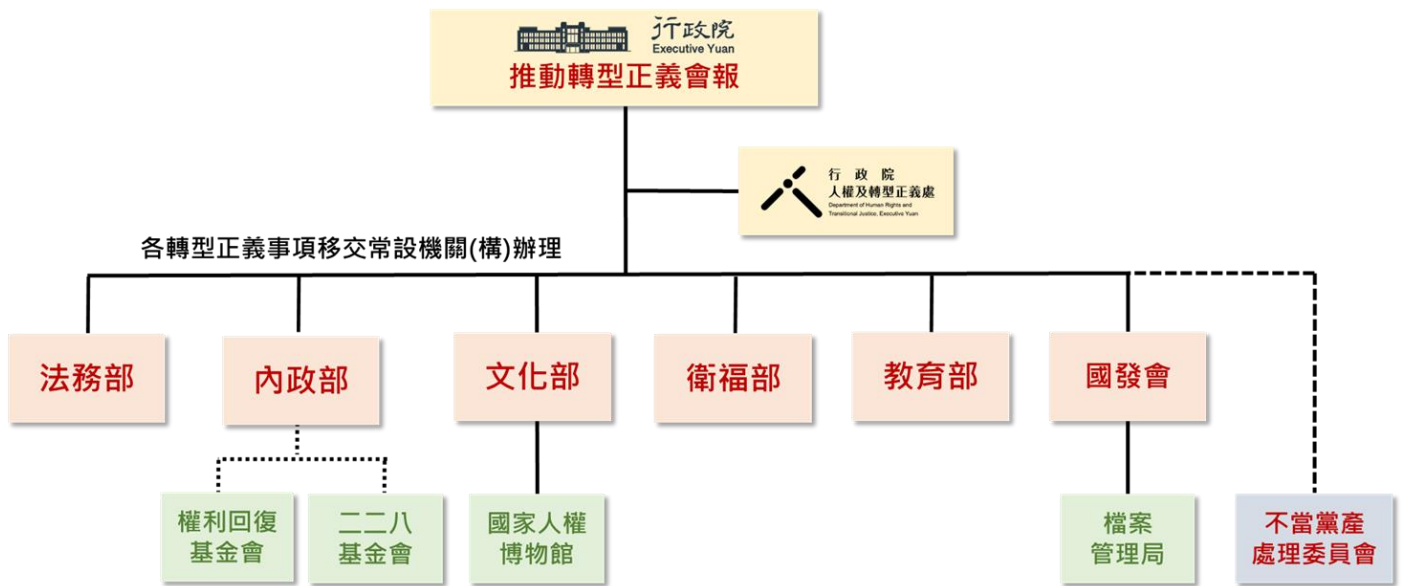 行政院
Executive Yuan
推動轉型正義會報
行政院
人權及轉型正義處
Department of Human Rights and
Transitional Justice, Executive Yuan
各轉型正義事項移交常設機關(構)辦理
法務部
內政部
文化部
衛福部
教育部
國發會
權利回復
基金會
二二八
基金會
國家人權
博物館
檔案
管理局
不當黨產
處理委員會